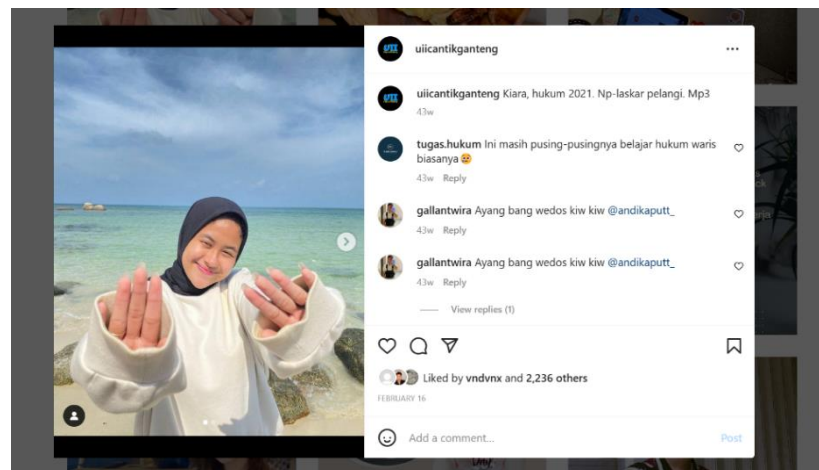 UII
uiicantikganteng
UII
uiicantikganteng Kiara, hukum 2021. Np-laskar pelangi. Mp3
43w
tugas.hukum Ini masih pusing-pusingnya belajar hukum waris
biasanya
43w Reply
gallantwira Ayang bang wedos kiw kiw @andikaputt_
43w Reply
gallantwira Ayang bang wedos kiw kiw @andikaputt_
43w Reply
View replies (1)
Liked by vndvnx and 2,236 others
FEBRUARY 16
Add a comment...
Post